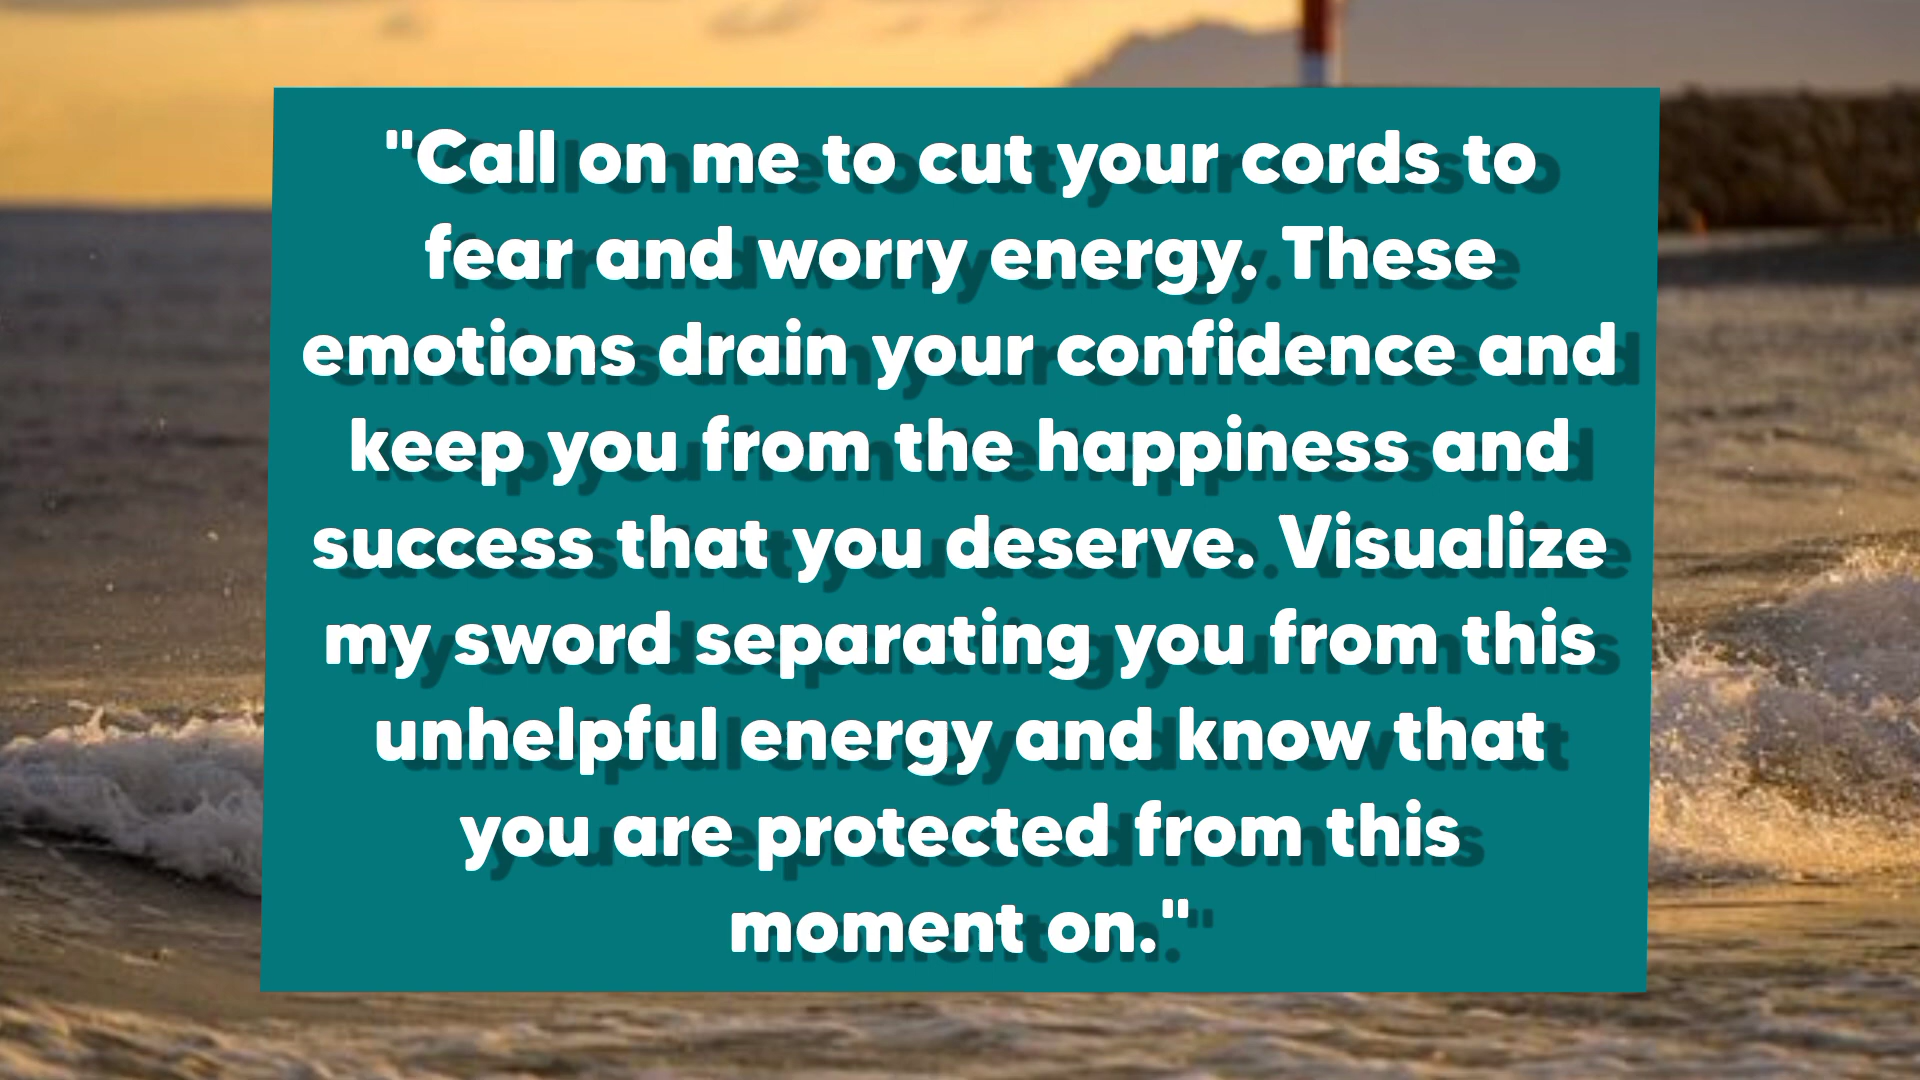 "Call on me to cut your cords to
fear and worry energy. These
emotions drain your confidence and
keep you from the happiness and
success that you deserve. Visualize
my sword separating you from this
unhelpful energy and know that
you are protected from this
moment on."